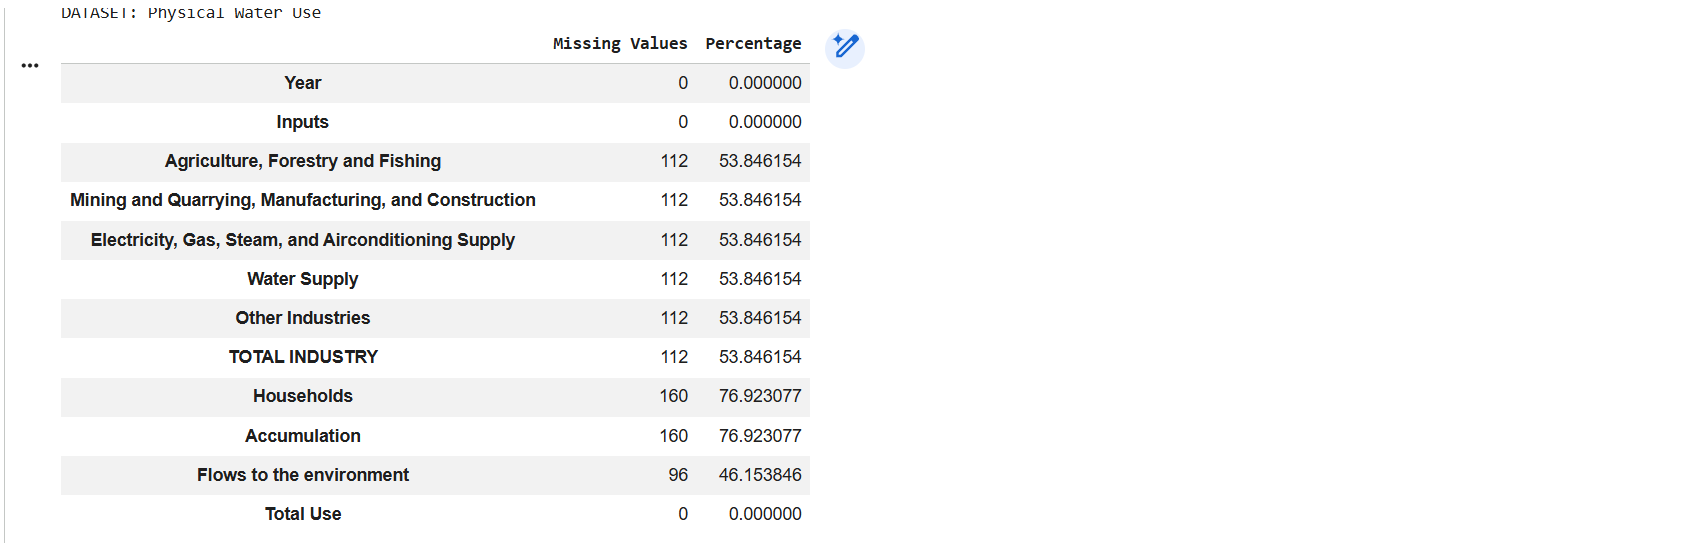 DATASET: Physical Water Use
Missing Values Percentage
Year 0 0.000000
Inputs 0 0.000000
Agriculture, Forestry and Fishing 112 53.846154
Mining and Quarrying, Manufacturing, and Construction 112 53.846154
Electricity, Gas, Steam, and Airconditioning Supply 112 53.846154
Water Supply 112 53.846154
Other Industries 112 53.846154
TOTAL INDUSTRY 112 53.846154
Households 160 76.923077
Accumulation 160 76.923077
Flows to the environment 96 46.153846
Total Use 0 0.000000